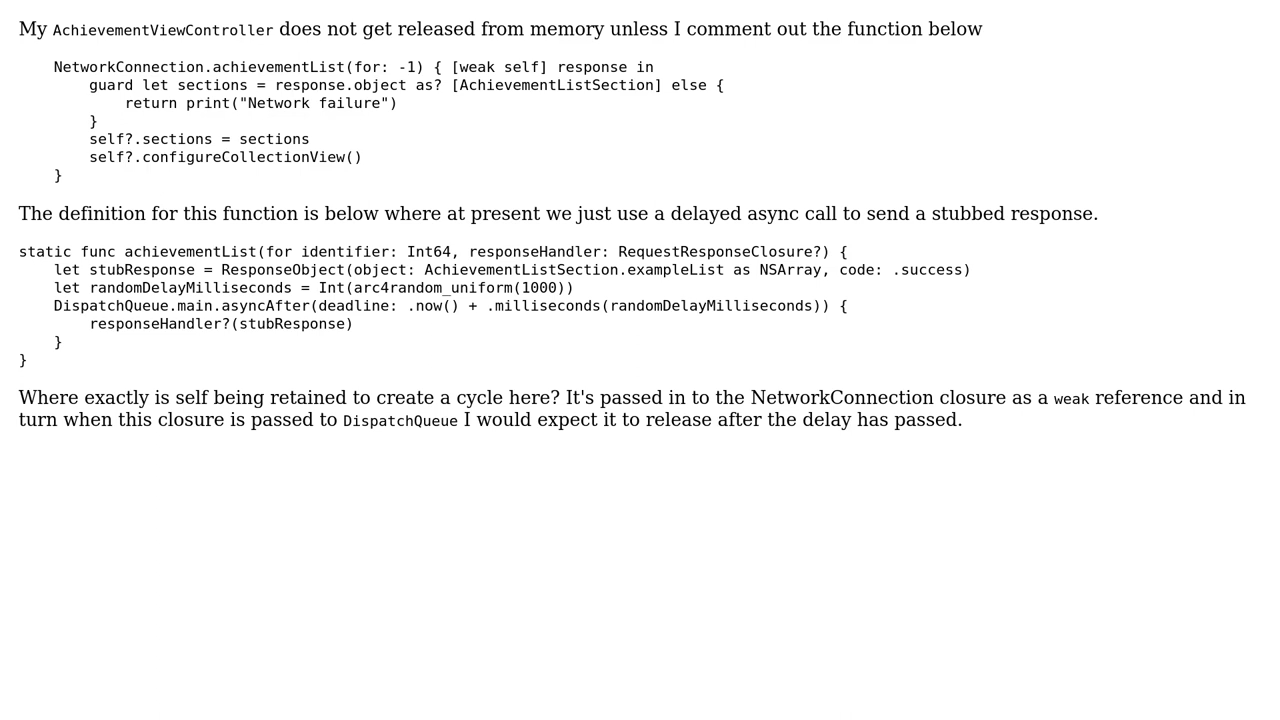 My AchievementViewController does not get released from memory unless I comment out the function below
NetworkConnection.achievementList(for: -1) { [weak self] response in
guard let sections = response.object as? [AchievementListSection] else {
return print("Network failure")
}
self?.sections = sections
self?.configureCollectionView()
}
The definition for this function is below where at present we just use a delayed async call to send a stubbed response.
static func achievementList(for identifier: Int64, responseHandler: RequestResponseClosure?) {
let stubResponse = ResponseObject(object: AchievementListSection.exampleList as NSArray, code: .success)
let randomDelayMilliseconds = Int(arc4random_uniform(1000))
DispatchQueue.main.asyncAfter(deadline: .now() + .milliseconds(randomDelayMilliseconds)) {
responseHandler?(stubResponse)
}
}
Where exactly is self being retained to create a cycle here? It's passed in to the NetworkConnection closure as a weak reference and in
turn when this closure is passed to DispatchQueue I would expect it to release after the delay has passed.